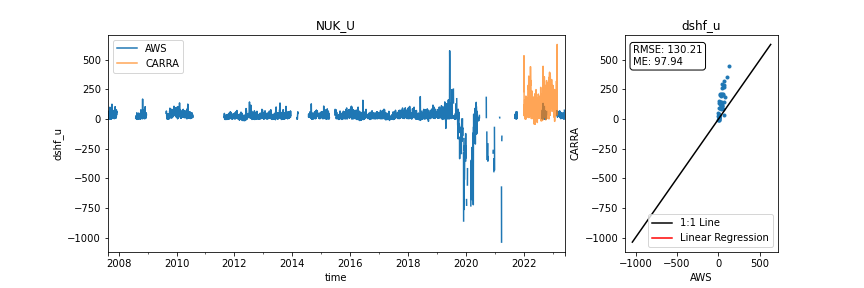 NUK_U
dshf_u
AWS
CARRA
500
250
0
−250
−500
−750
−1000
2008
2010
2012
2014
2016
2018
2020
2022
time
dshf_u
RMSE: 130.21
ME: 97.94
CARRA
500
250
0
−250
−500
−750
−1000
1:1 Line
Linear Regression
−1000
−500
0
500
AWS